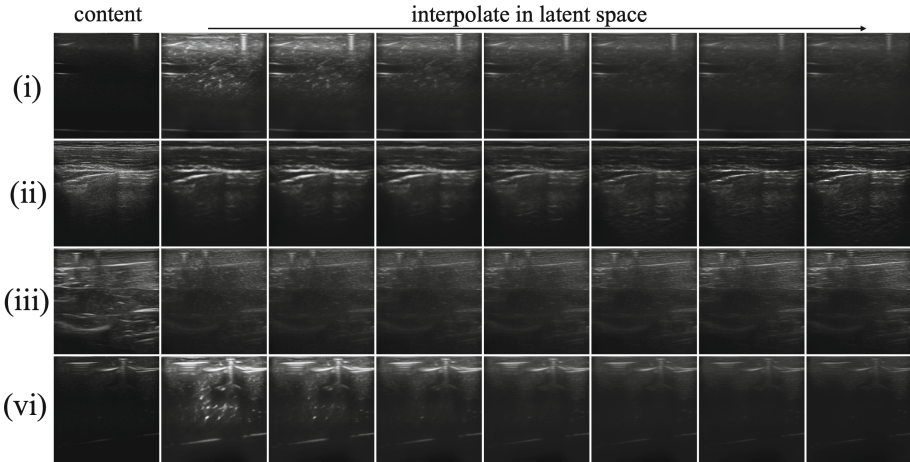 content
interpolate in latent space
(i)
(ii)
(iii)
(vi)